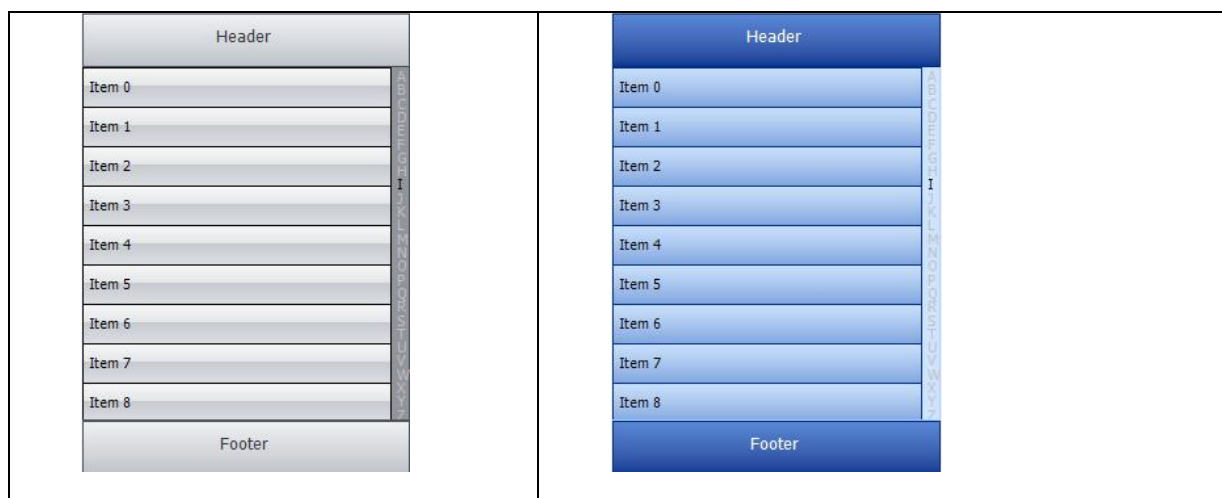 Header
Item 0
Item 1
Item 2
Item 3
Item 4
Item 5
Item 6
Item 7
Item 8
A
B
C
D
E
F
G
H
I
J
K
L
M
N
O
P
Q
R
S
T
U
V
W
X
Y
Z
Footer
Header
Item 0
Item 1
Item 2
Item 3
Item 4
Item 5
Item 6
Item 7
Item 8
A
B
C
D
E
F
G
H
I
J
K
L
M
N
O
P
Q
R
S
T
U
V
W
X
Y
Z
Footer